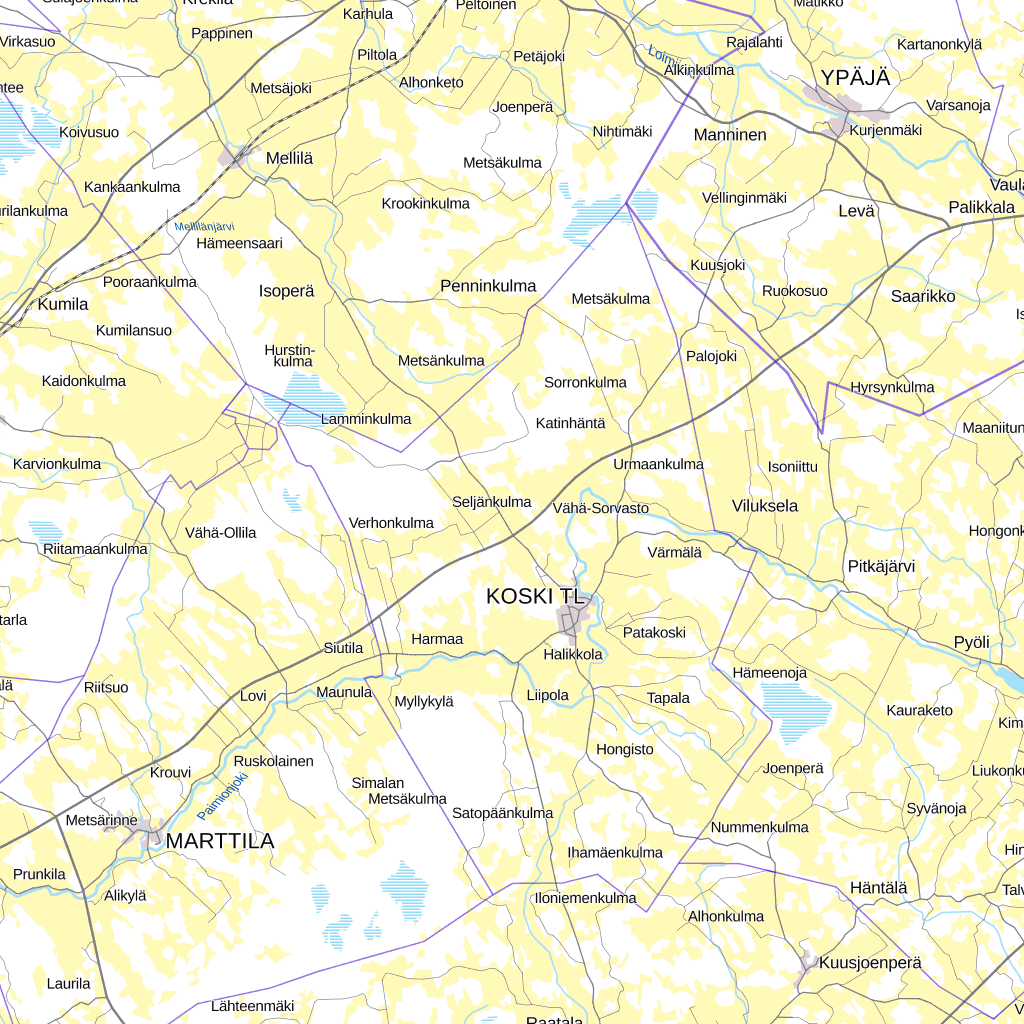 Krekilä
Karhula
Peltoinen
Matikko
Virkasuo
Pappinen
Piltola
Petäjoki
Rajalahti
Kartanonkylä
Alkinkulma
YPÄJÄ
Metsäjoki
Alhonketo
Joenperä
Varsanoja
Koivusuo
Nihtimäki
Manninen
Kurjenmäki
Mellilä
Metsäkulma
Kankaankulma
Krookinkulma
Vellinginmäki
Levä
Palikkala
Mellilänjärvi
Hämeensaari
Kuusjoki
Pooraankulma
Isoperä
Penninkulma
Metsäkulma
Ruokosuo
Saarikko
Kumila
Kumilansuo
Hurstin-
kulma
Metsänkulma
Palojoki
Kaidonkulma
Sorronkulma
Hyrsynkulma
Lamminkulma
Katinhäntä
Karvionkulma
Urmaankulma
Isoniittu
Seljänkulma
Vähä-Sorvasto
Viluksela
Vähä-Ollila
Verhonkulma
Riitamaankulma
Värmälä
Pitkäjärvi
KOSKI TL
Harmaa
Patakoski
Pyöli
Siutila
Halikkola
Hämeenoja
Riitsuo
Lovi
Maunula
Myllykylä
Liipola
Tapala
Kauraketo
Hongisto
Ruskolainen
Krouvi
Joenperä
Simalan
Metsäkulma
Paimionjoki
Syvänoja
Metsärinne
Satopäänkulma
Nummenkulma
MARTTILA
Ihamäenkulma
Prunkila
Alikylä
Iloniemenkulma
Häntälä
Alhonkulma
Kuusjoenperä
Laurila
Lähteenmäki
Raatala